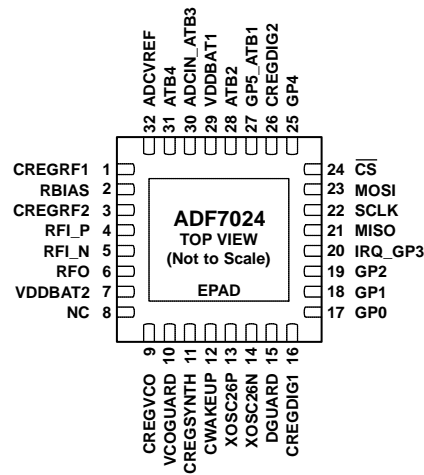 32 ADCVREF
31 ATB4
30 ADCIN_ATB3
29 VDDBAT1
28 ATB2
27 GP5_ATB1
26 CREGDIG2
25 GP4
CREGRF1 1
RBIAS 2
CREGRF2 3
RFI_P 4
RFI_N 5
RFO 6
VDDBAT2 7
NC 8
ADF7024
TOP VIEW
(Not to Scale)
EPAD
24 CS
23 MOSI
22 SCLK
21 MISO
20 IRQ_GP3
19 GP2
18 GP1
17 GP0
CREGVCO 9
VCOGUARD 10
CREGSYNTH 11
CWAKEUP 12
XOSC26P 13
XOSC26N 14
DGUARD 15
CREGDIG1 16